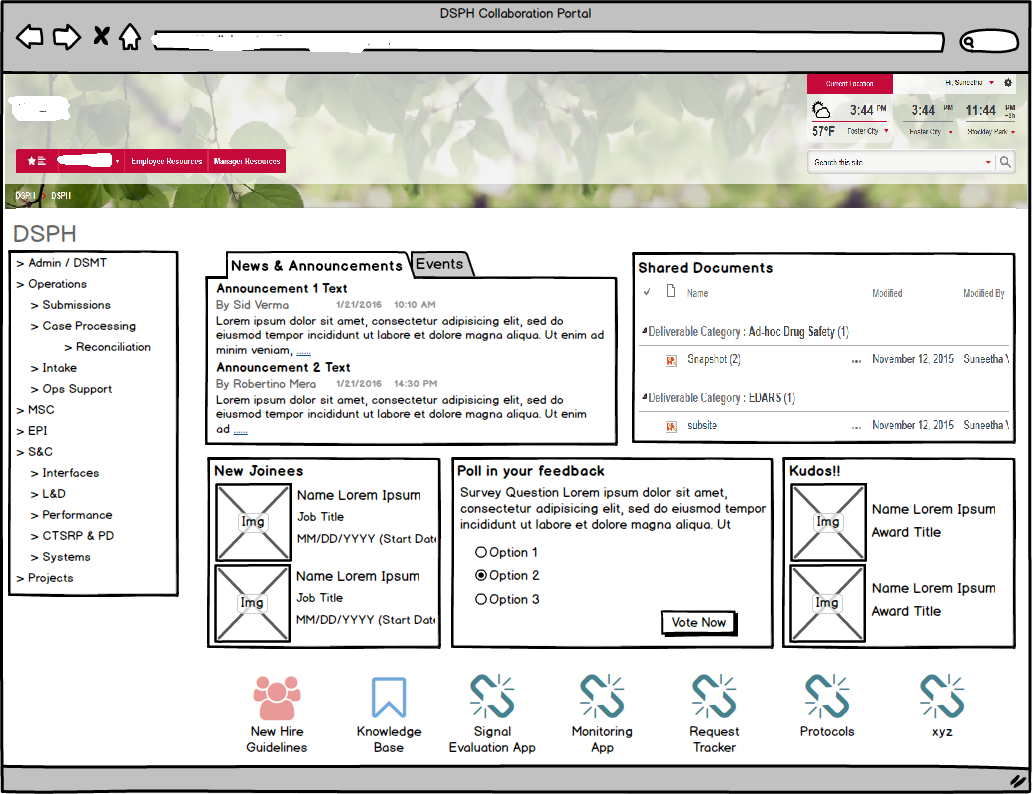 DSPH Collaboration Portal
Current Location
Hi, Suneetha
3:44 PM
3:44 PM
11:44 PM
57°F
Foster City
Foster City
Stockley Park
Employee Resources
Manager Resources
Search this site
DSPH
DSPH
DSPH
> Admin / DSMT
> Operations
> Submissions
> Case Processing
> Reconciliation
> Intake
> Ops Support
> MSC
> EPI
> S&C
> Interfaces
> L&D
> Performance
> CTSRP & PD
> Systems
> Projects
News & Announcements
Events
Announcement 1 Text
By Sid Verma 1/21/2016 10:10 AM
Lorem ipsum dolor sit amet, consectetur adipisicing elit, sed do
eiusmod tempor incididunt ut labore et dolore magna aliqua. Ut enim ad
minim veniam, ......
Announcement 2 Text
By Robertino Mera 1/21/2016 14:30 PM
Lorem ipsum dolor sit amet, consectetur adipisicing elit, sed do
eiusmod tempor incididunt ut labore et dolore magna aliqua. Ut enim
ad ......
Shared Documents
Name Modified Modified By
Deliverable Category : Ad-hoc Drug Safety (1)
Snapshot (2) ... November 12, 2015 Suneetha
Deliverable Category : EDARS (1)
subsite ... November 12, 2015 Suneetha
New Joinees
Img
Name Lorem Ipsum
Job Title
MM/DD/YYYY (Start Date
Img
Name Lorem Ipsum
Job Title
MM/DD/YYYY (Start Date
Poll in your feedback
Survey Question Lorem ipsum dolor sit amet,
consectetur adipisicing elit, sed do eiusmod tempor
incididunt ut labore et dolore magna aliqua. Ut
Option 1
Option 2
Option 3
Vote Now
Kudos!!
Img
Name Lorem Ipsum
Award Title
Img
Name Lorem Ipsum
Award Title
New Hire
Guidelines
Knowledge
Base
Signal
Evaluation App
Monitoring
App
Request
Tracker
Protocols
xyz